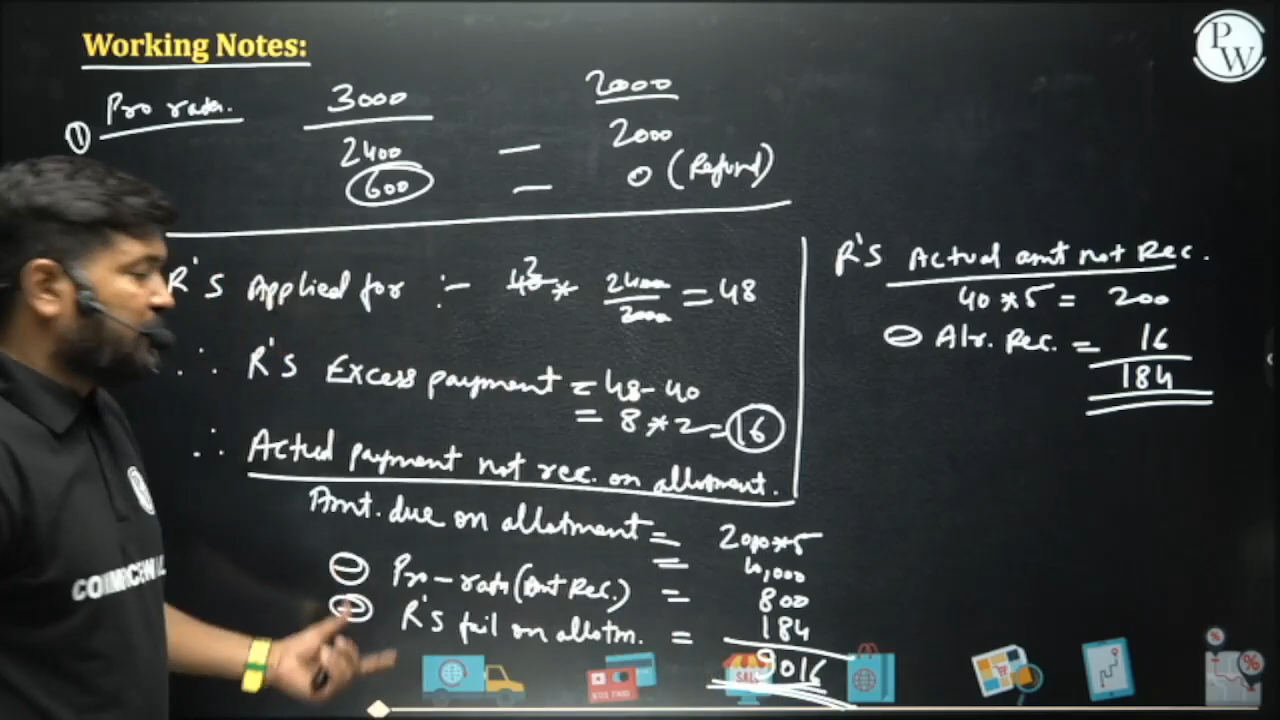 Working Notes:
PW
① Pro rata. 3000 2000
2400 — 2000
600 — 0 (Refund)
R'S Applied for :- 40 * 2400/2000 = 48
∴ R'S Excess payment = 48-40
= 8*2 = 16
∴ Actual payment not rec. on allotment.
Amt. due on allotment = 2000*5
= 10,000
⊖ Pro-rata (Amt Rec.) = 800
⊖ R'S fail on allotm. = 184
9016
R'S Actual amt not Rec.
40*5 = 200
⊖ Alr. Rec. = 16
184
SALE
%